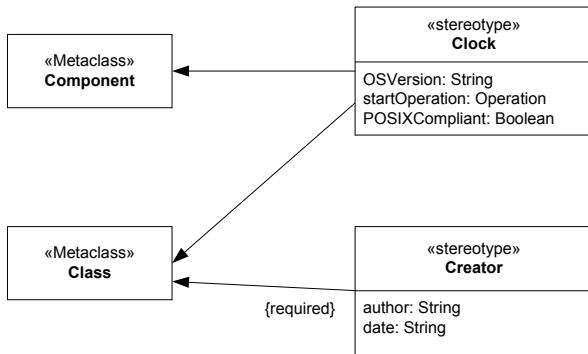 «Metaclass»
Component
«stereotype»
Clock
OSVersion: String
startOperation: Operation
POSIXCompliant: Boolean
«Metaclass»
Class
{required}
«stereotype»
Creator
author: String
date: String